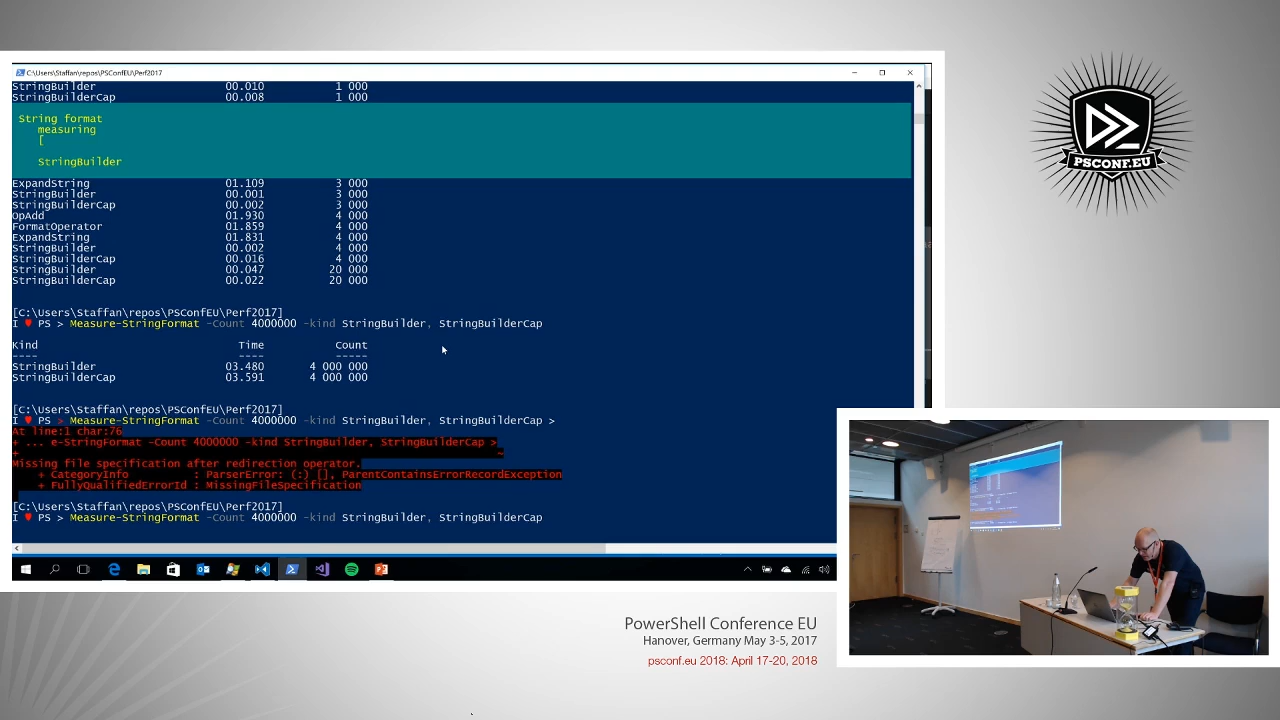 C:\Users\Staffan\repos\PSConfEU\Perf2017
StringBuilder 00.010 1 000
StringBuilderCap 00.008 1 000
String format
measuring
[
StringBuilder
ExpandString 01.109 3 000
StringBuilder 00.001 3 000
StringBuilderCap 00.002 3 000
OpAdd 01.930 4 000
FormatOperator 01.859 4 000
ExpandString 01.831 4 000
StringBuilder 00.002 4 000
StringBuilderCap 00.016 4 000
StringBuilder 00.047 20 000
StringBuilderCap 00.022 20 000
[C:\Users\Staffan\repos\PSConfEU\Perf2017]
I ♥ PS > Measure-StringFormat -Count 4000000 -kind StringBuilder, StringBuilderCap
Kind Time Count
---- ---- -----
StringBuilder 03.480 4 000 000
StringBuilderCap 03.591 4 000 000
[C:\Users\Staffan\repos\PSConfEU\Perf2017]
I ♥ PS > Measure-StringFormat -Count 4000000 -kind StringBuilder, StringBuilderCap >
At line:1 char:76
+ ... e-StringFormat -Count 4000000 -kind StringBuilder, StringBuilderCap >
+ ~
Missing file specification after redirection operator.
+ CategoryInfo : ParserError: (:) [], ParentContainsErrorRecordException
+ FullyQualifiedErrorId : MissingFileSpecification
[C:\Users\Staffan\repos\PSConfEU\Perf2017]
I ♥ PS > Measure-StringFormat -Count 4000000 -kind StringBuilder, StringBuilderCap
PSCONF.EU
PowerShell Conference EU
Hanover, Germany May 3-5, 2017
psconf.eu 2018: April 17-20, 2018